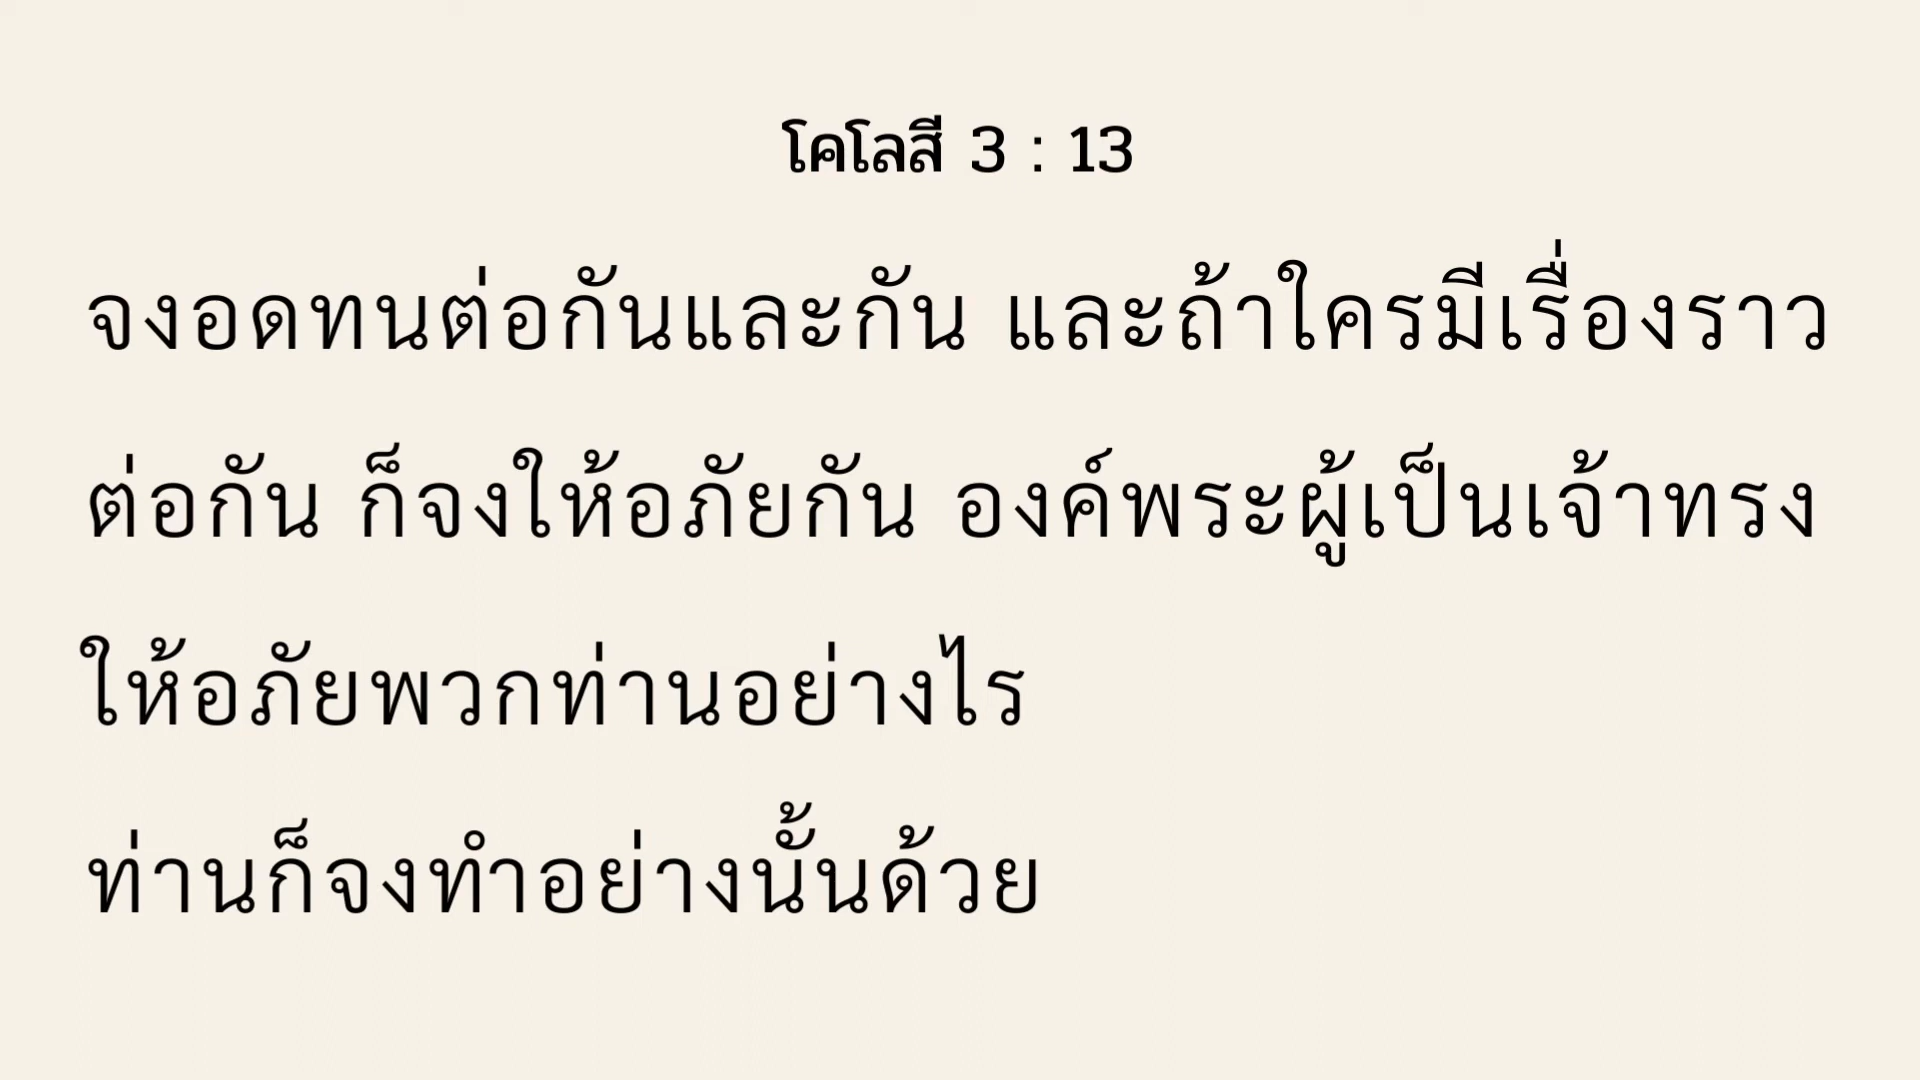 โคโลสี 3 : 13
จงอดทนต่อกันและกัน และถ้าใครมีเรื่องราว
ต่อกัน ก็จงให้อภัยกัน องค์พระผู้เป็นเจ้าทรง
ให้อภัยพวกท่านอย่างไร
ท่านก็จงทำอย่างนั้นด้วย